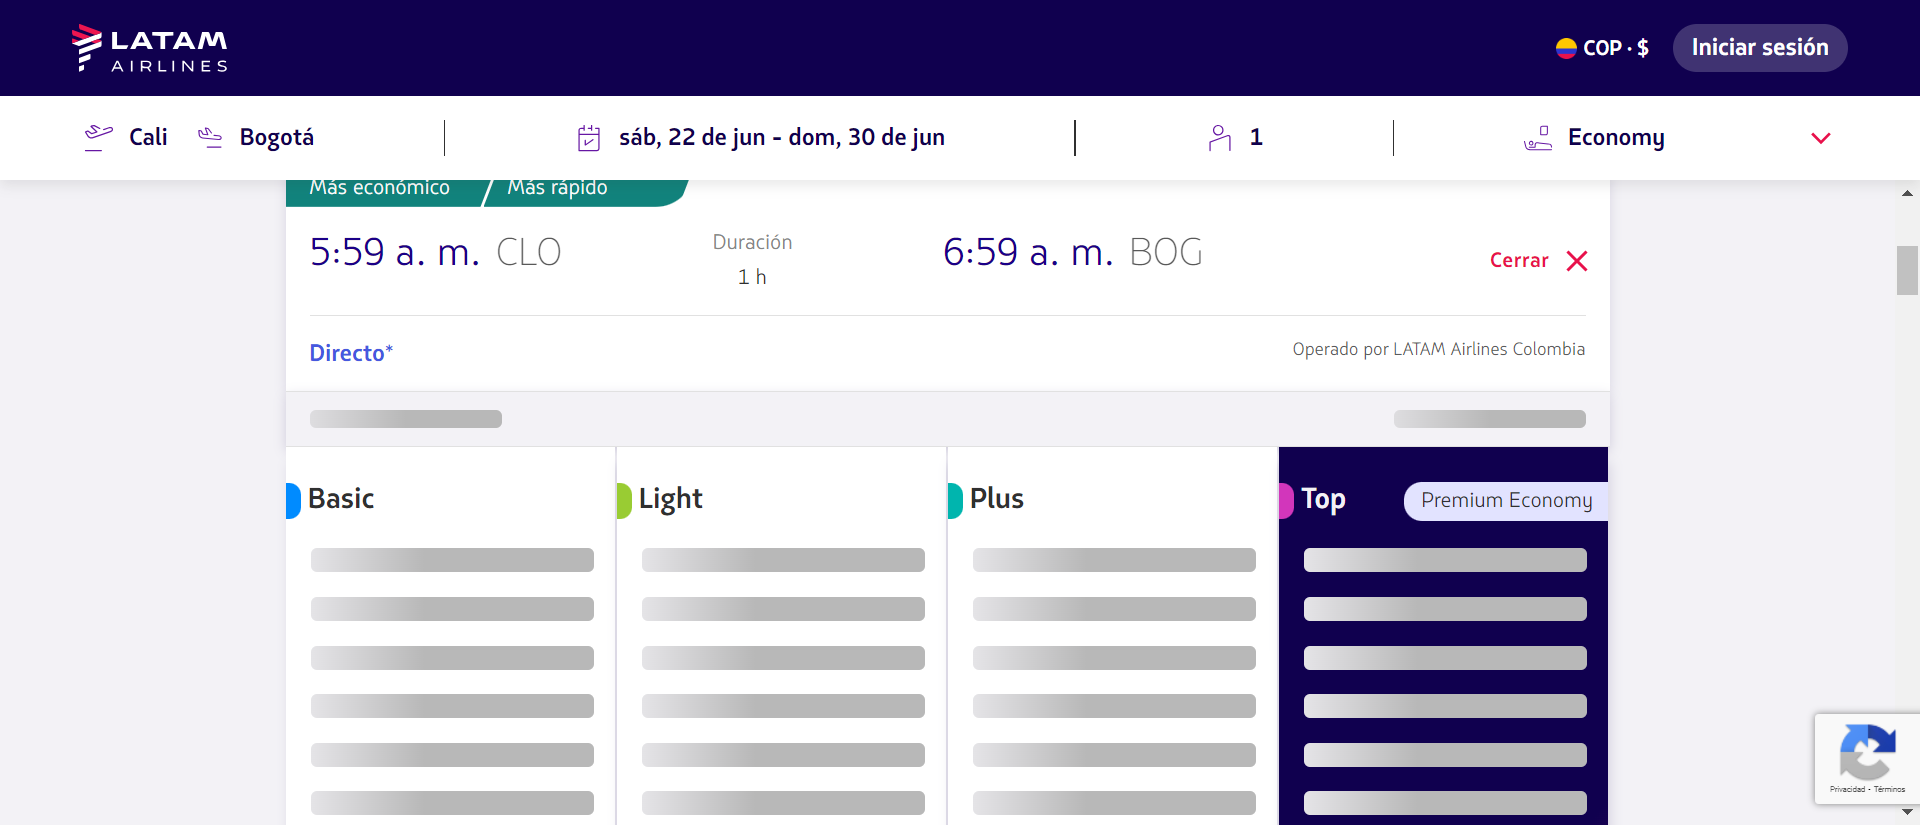 LATAM
AIRLINES
COP · $
Iniciar sesión
Cali
Bogotá
sáb, 22 de jun - dom, 30 de jun
1
Economy
Más económico
Más rápido
5:59 a. m. CLO
Duración
1 h
6:59 a. m. BOG
Cerrar
Directo*
Operado por LATAM Airlines Colombia
Basic
Light
Plus
Top
Premium Economy
Privacidad - Términos